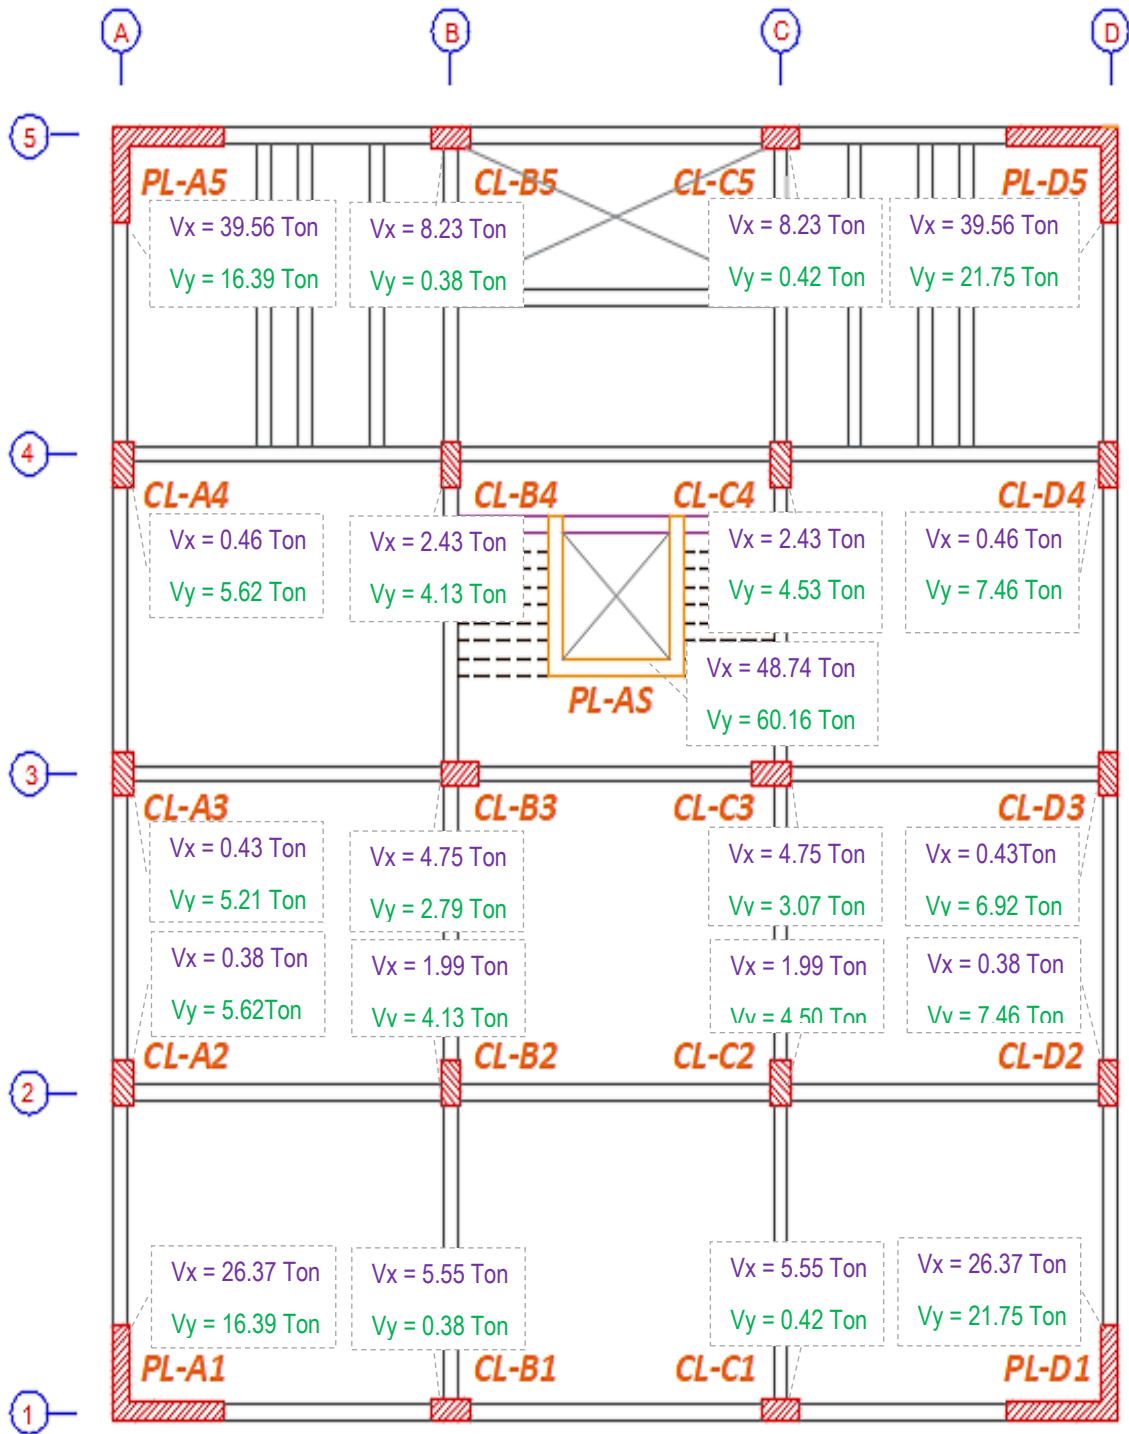 A B C D
5
PL-A5 CL-B5 CL-C5 PL-D5
Vx = 39.56 Ton
Vy = 16.39 Ton
Vx = 8.23 Ton
Vy = 0.38 Ton
Vx = 8.23 Ton
Vy = 0.42 Ton
Vx = 39.56 Ton
Vy = 21.75 Ton
4
CL-A4 CL-B4 CL-C4 CL-D4
Vx = 0.46 Ton
Vy = 5.62 Ton
Vx = 2.43 Ton
Vy = 4.13 Ton
Vx = 2.43 Ton
Vy = 4.53 Ton
Vx = 0.46 Ton
Vy = 7.46 Ton
PL-AS
Vx = 48.74 Ton
Vy = 60.16 Ton
3
CL-A3 CL-B3 CL-C3 CL-D3
Vx = 0.43 Ton
Vy = 5.21 Ton
Vx = 4.75 Ton
Vy = 2.79 Ton
Vx = 4.75 Ton
Vy = 3.07 Ton
Vx = 0.43Ton
Vy = 6.92 Ton
Vx = 0.38 Ton
Vy = 5.62Ton
Vx = 1.99 Ton
Vy = 4.13 Ton
Vx = 1.99 Ton
Vy = 4.50 Ton
Vx = 0.38 Ton
Vy = 7.46 Ton
CL-A2 CL-B2 CL-C2 CL-D2
2
Vx = 26.37 Ton
Vy = 16.39 Ton
Vx = 5.55 Ton
Vy = 0.38 Ton
Vx = 5.55 Ton
Vy = 0.42 Ton
Vx = 26.37 Ton
Vy = 21.75 Ton
PL-A1 CL-B1 CL-C1 PL-D1
1